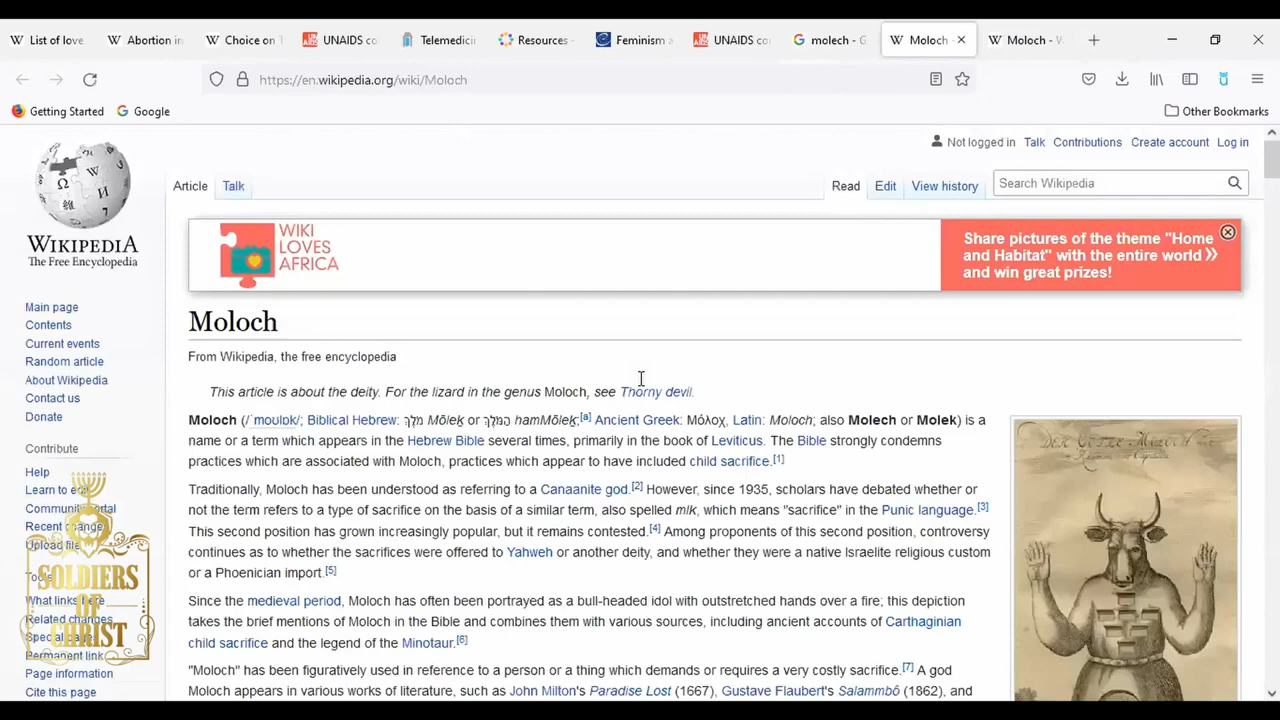 List of love
Abortion in
Choice on
UNAIDS co
Telemedicin
Resources -
Feminism a
UNAIDS co
molech - G
Moloch -
Moloch - W
https://en.wikipedia.org/wiki/Moloch
Getting Started
Google
Other Bookmarks
Not logged in
Talk
Contributions
Create account
Log in
Article
Talk
Read
Edit
View history
Search Wikipedia
WIKIPEDIA
The Free Encyclopedia
WIKI
LOVES
AFRICA
Share pictures of the theme "Home
and Habitat" with the entire world
and win great prizes!
Main page
Contents
Current events
Random article
About Wikipedia
Contact us
Donate
Contribute
Help
Learn to edit
Community portal
Recent changes
Upload file
Tools
What links here
Related changes
Special pages
Permanent link
Page information
Cite this page
SOLDIERS
OF
CHRIST
Moloch
From Wikipedia, the free encyclopedia
This article is about the deity. For the lizard in the genus Moloch, see Thorny devil.
Moloch (/ˈmoʊlɒk/; Biblical Hebrew: מֹלֶךְ Mōleḵ or הַמֹּלֶךְ hamMōleḵ;[a] Ancient Greek: Μόλοχ, Latin: Moloch; also Molech or Molek) is a
name or a term which appears in the Hebrew Bible several times, primarily in the book of Leviticus. The Bible strongly condemns
practices which are associated with Moloch, practices which appear to have included child sacrifice.[1]
Traditionally, Moloch has been understood as referring to a Canaanite god.[2] However, since 1935, scholars have debated whether or
not the term refers to a type of sacrifice on the basis of a similar term, also spelled mlk, which means "sacrifice" in the Punic language.[3]
This second position has grown increasingly popular, but it remains contested.[4] Among proponents of this second position, controversy
continues as to whether the sacrifices were offered to Yahweh or another deity, and whether they were a native Israelite religious custom
or a Phoenician import.[5]
Since the medieval period, Moloch has often been portrayed as a bull-headed idol with outstretched hands over a fire; this depiction
takes the brief mentions of Moloch in the Bible and combines them with various sources, including ancient accounts of Carthaginian
child sacrifice and the legend of the Minotaur.[6]
"Moloch" has been figuratively used in reference to a person or a thing which demands or requires a very costly sacrifice.[7] A god
Moloch appears in various works of literature, such as John Milton's Paradise Lost (1667), Gustave Flaubert's Salammbô (1862), and